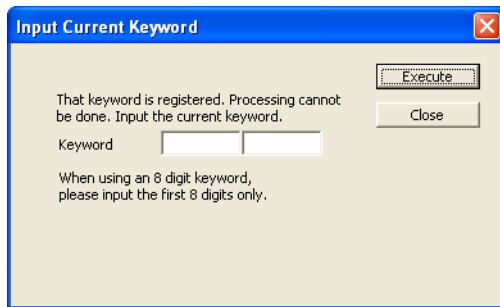 Input Current Keyword
Execute
That keyword is registered. Processing cannot
be done. Input the current keyword.
Close
Keyword
When using an 8 digit keyword,
please input the first 8 digits only.